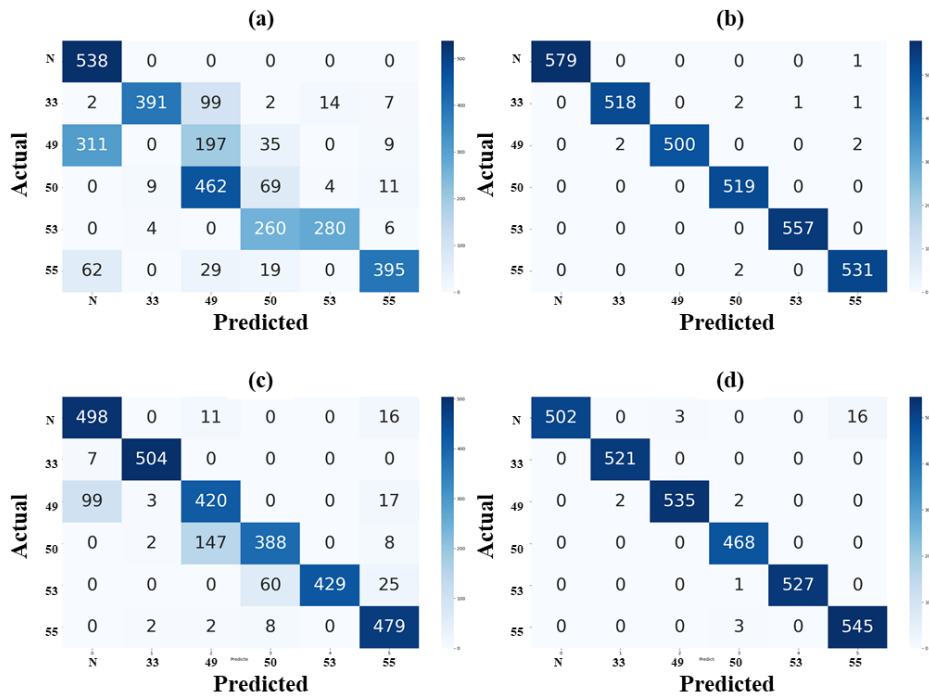 (a) (b)
N 538 0 0 0 0 0 N 579 0 0 0 0 1
33 2 391 99 2 14 7 33 0 518 0 2 1 1
49 311 0 197 35 0 9 49 0 2 500 0 0 2
50 0 9 462 69 4 11 50 0 0 0 519 0 0
53 0 4 0 260 280 6 53 0 0 0 0 557 0
55 62 0 29 19 0 395 55 0 0 0 2 0 531
Actual Actual
N 33 49 50 53 55 N 33 49 50 53 55
Predicted Predicted
500 400 300 200 100 0
(c) (d)
N 498 0 11 0 0 16 N 502 0 3 0 0 16
33 7 504 0 0 0 0 33 0 521 0 0 0 0
49 99 3 420 0 0 17 49 0 2 535 2 0 0
50 0 2 147 388 0 8 50 0 0 0 468 0 0
53 0 0 0 60 429 25 53 0 0 0 1 527 0
55 0 2 2 8 0 479 55 0 0 0 3 0 545
Actual Actual
N 33 49 Predicte 50 53 55 N 33 49 Predict 50 53 55
Predicted Predicted